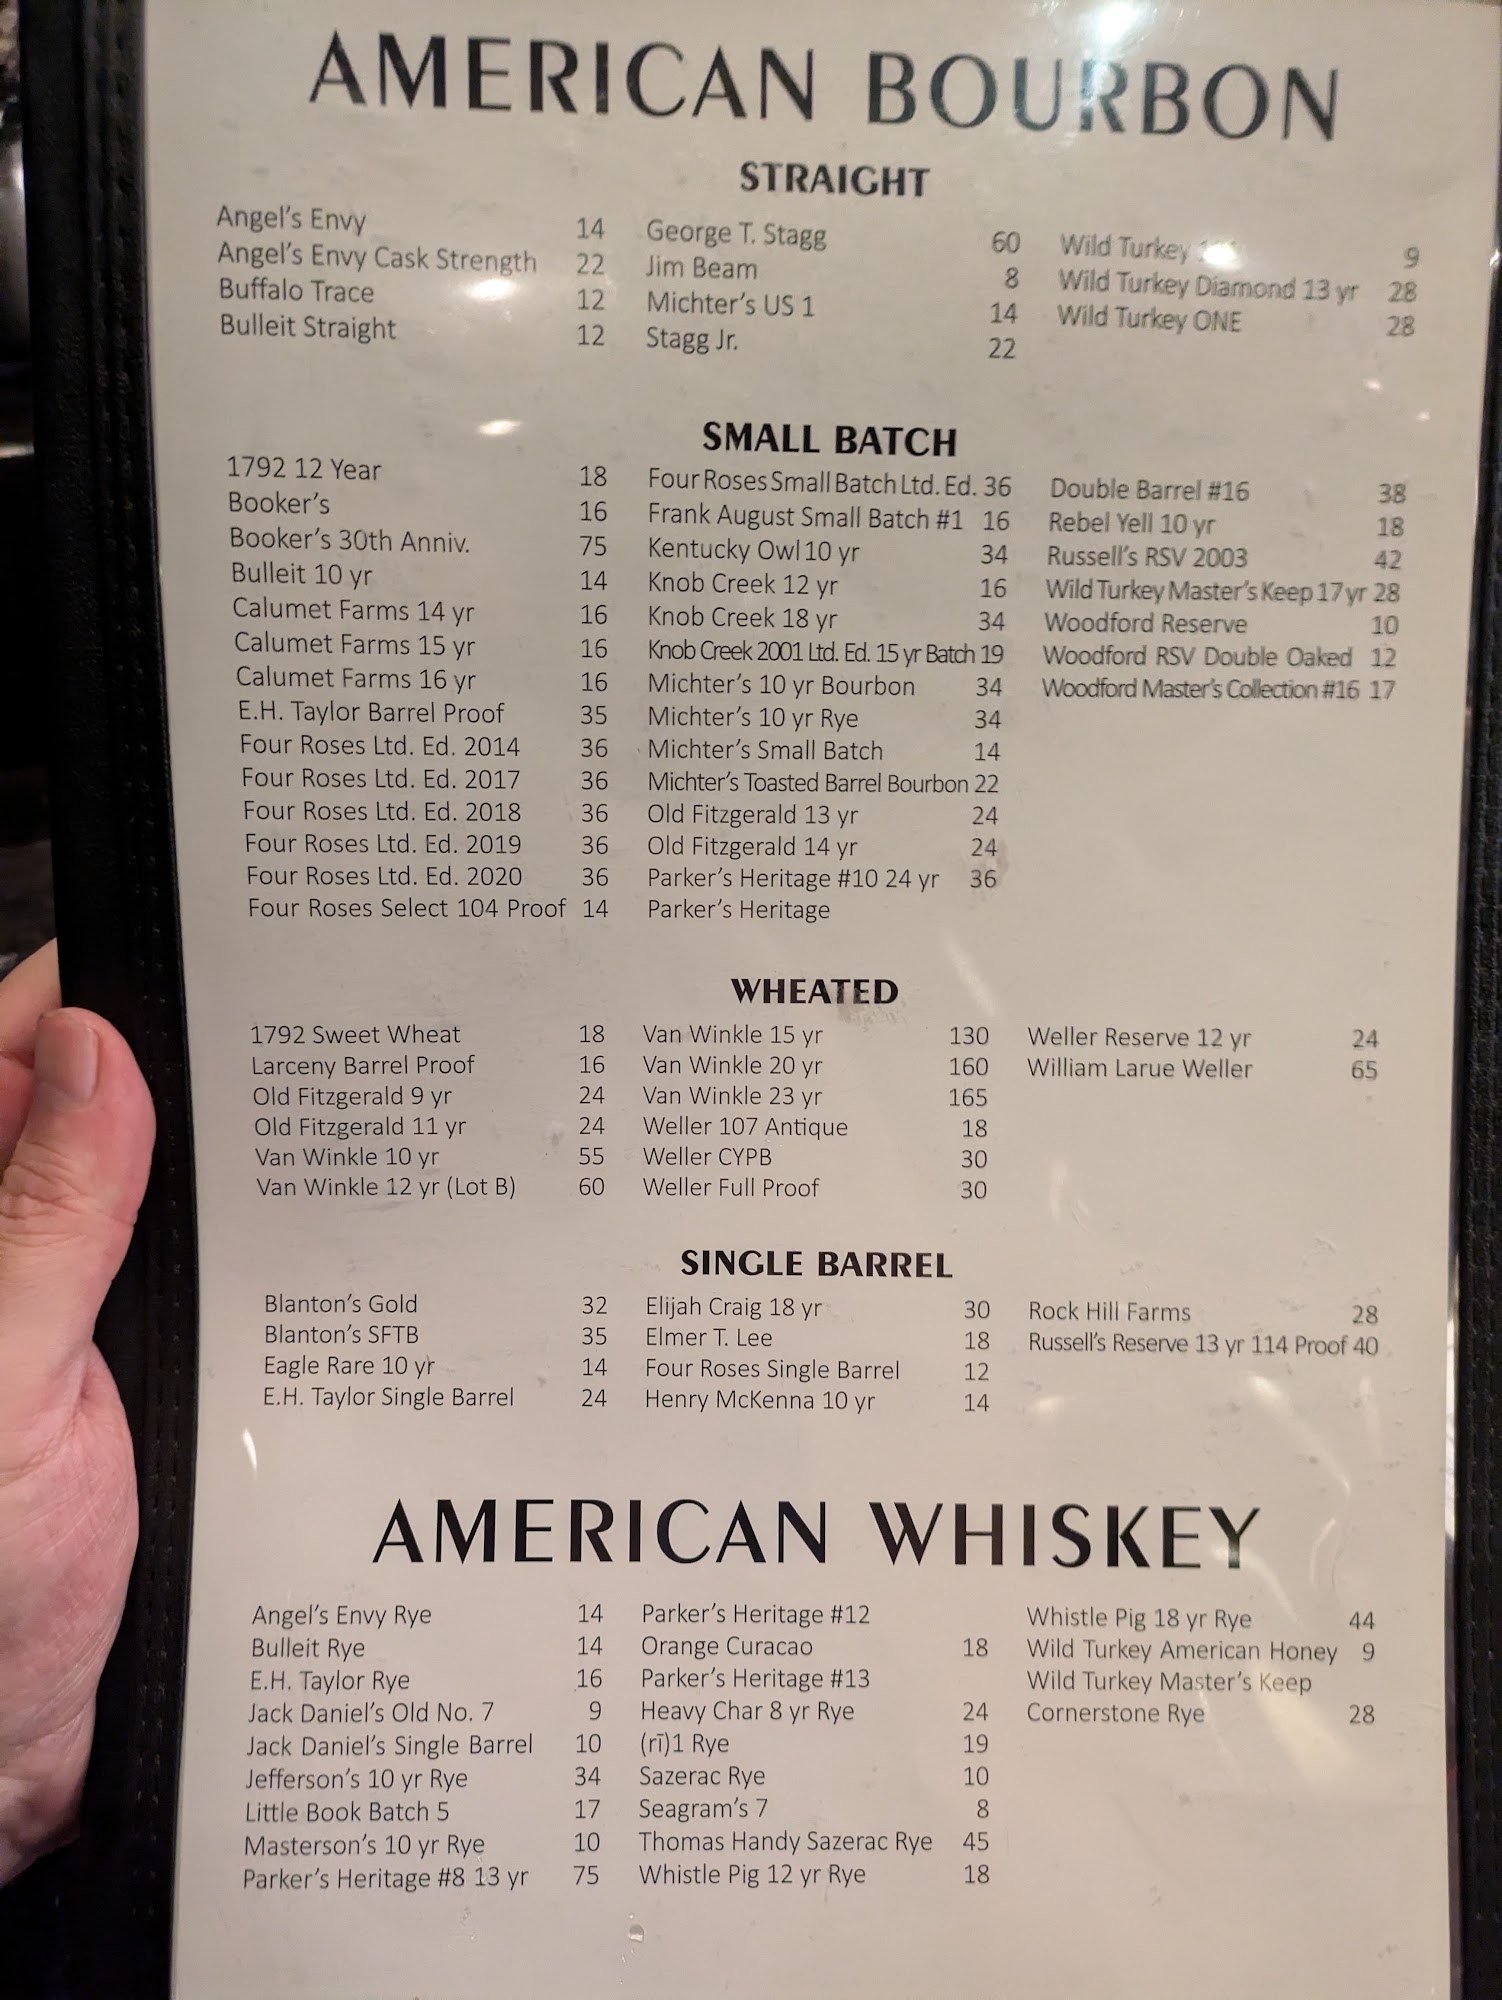 AMERICAN BOURBON
STRAIGHT
Angel's Envy 14
Angel's Envy Cask Strength 22
Buffalo Trace 12
Bulleit Straight 12
George T. Stagg 60
Jim Beam 8
Michter's US 1 14
Stagg Jr. 22
Wild Turkey 9
Wild Turkey Diamond 13 yr 28
Wild Turkey ONE 28
SMALL BATCH
1792 12 Year 18
Booker's 16
Booker's 30th Anniv. 75
Bulleit 10 yr 14
Calumet Farms 14 yr 16
Calumet Farms 15 yr 16
Calumet Farms 16 yr 16
E.H. Taylor Barrel Proof 35
Four Roses Ltd. Ed. 2014 36
Four Roses Ltd. Ed. 2017 36
Four Roses Ltd. Ed. 2018 36
Four Roses Ltd. Ed. 2019 36
Four Roses Ltd. Ed. 2020 36
Four Roses Select 104 Proof 14
Four Roses Small Batch Ltd. Ed. 36
Frank August Small Batch #1 16
Kentucky Owl 10 yr 34
Knob Creek 12 yr 16
Knob Creek 18 yr 34
Knob Creek 2001 Ltd. Ed. 15 yr Batch 19
Michter's 10 yr Bourbon 34
Michter's 10 yr Rye 34
Michter's Small Batch 14
Michter's Toasted Barrel Bourbon 22
Old Fitzgerald 13 yr 24
Old Fitzgerald 14 yr 24
Parker's Heritage #10 24 yr 36
Parker's Heritage
Double Barrel #16 38
Rebel Yell 10 yr 18
Russell's RSV 2003 42
Wild Turkey Master's Keep 17 yr 28
Woodford Reserve 10
Woodford RSV Double Oaked 12
Woodford Master's Collection #16 17
WHEATED
1792 Sweet Wheat 18
Larceny Barrel Proof 16
Old Fitzgerald 9 yr 24
Old Fitzgerald 11 yr 24
Van Winkle 10 yr 55
Van Winkle 12 yr (Lot B) 60
Van Winkle 15 yr 130
Van Winkle 20 yr 160
Van Winkle 23 yr 165
Weller 107 Antique 18
Weller CYPB 30
Weller Full Proof 30
Weller Reserve 12 yr 24
William Larue Weller 65
SINGLE BARREL
Blanton's Gold 32
Blanton's SFTB 35
Eagle Rare 10 yr 14
E.H. Taylor Single Barrel 24
Elijah Craig 18 yr 30
Elmer T. Lee 18
Four Roses Single Barrel 12
Henry McKenna 10 yr 14
Rock Hill Farms 28
Russell's Reserve 13 yr 114 Proof 40
AMERICAN WHISKEY
Angel's Envy Rye 14
Bulleit Rye 14
E.H. Taylor Rye 16
Jack Daniel's Old No. 7 9
Jack Daniel's Single Barrel 10
Jefferson's 10 yr Rye 34
Little Book Batch 5 17
Masterson's 10 yr Rye 10
Parker's Heritage #8 13 yr 75
Parker's Heritage #12
Orange Curacao 18
Parker's Heritage #13
Heavy Char 8 yr Rye 24
(rī)1 Rye 19
Sazerac Rye 10
Seagram's 7 8
Thomas Handy Sazerac Rye 45
Whistle Pig 12 yr Rye 18
Whistle Pig 18 yr Rye 44
Wild Turkey American Honey 9
Wild Turkey Master's Keep
Cornerstone Rye 28